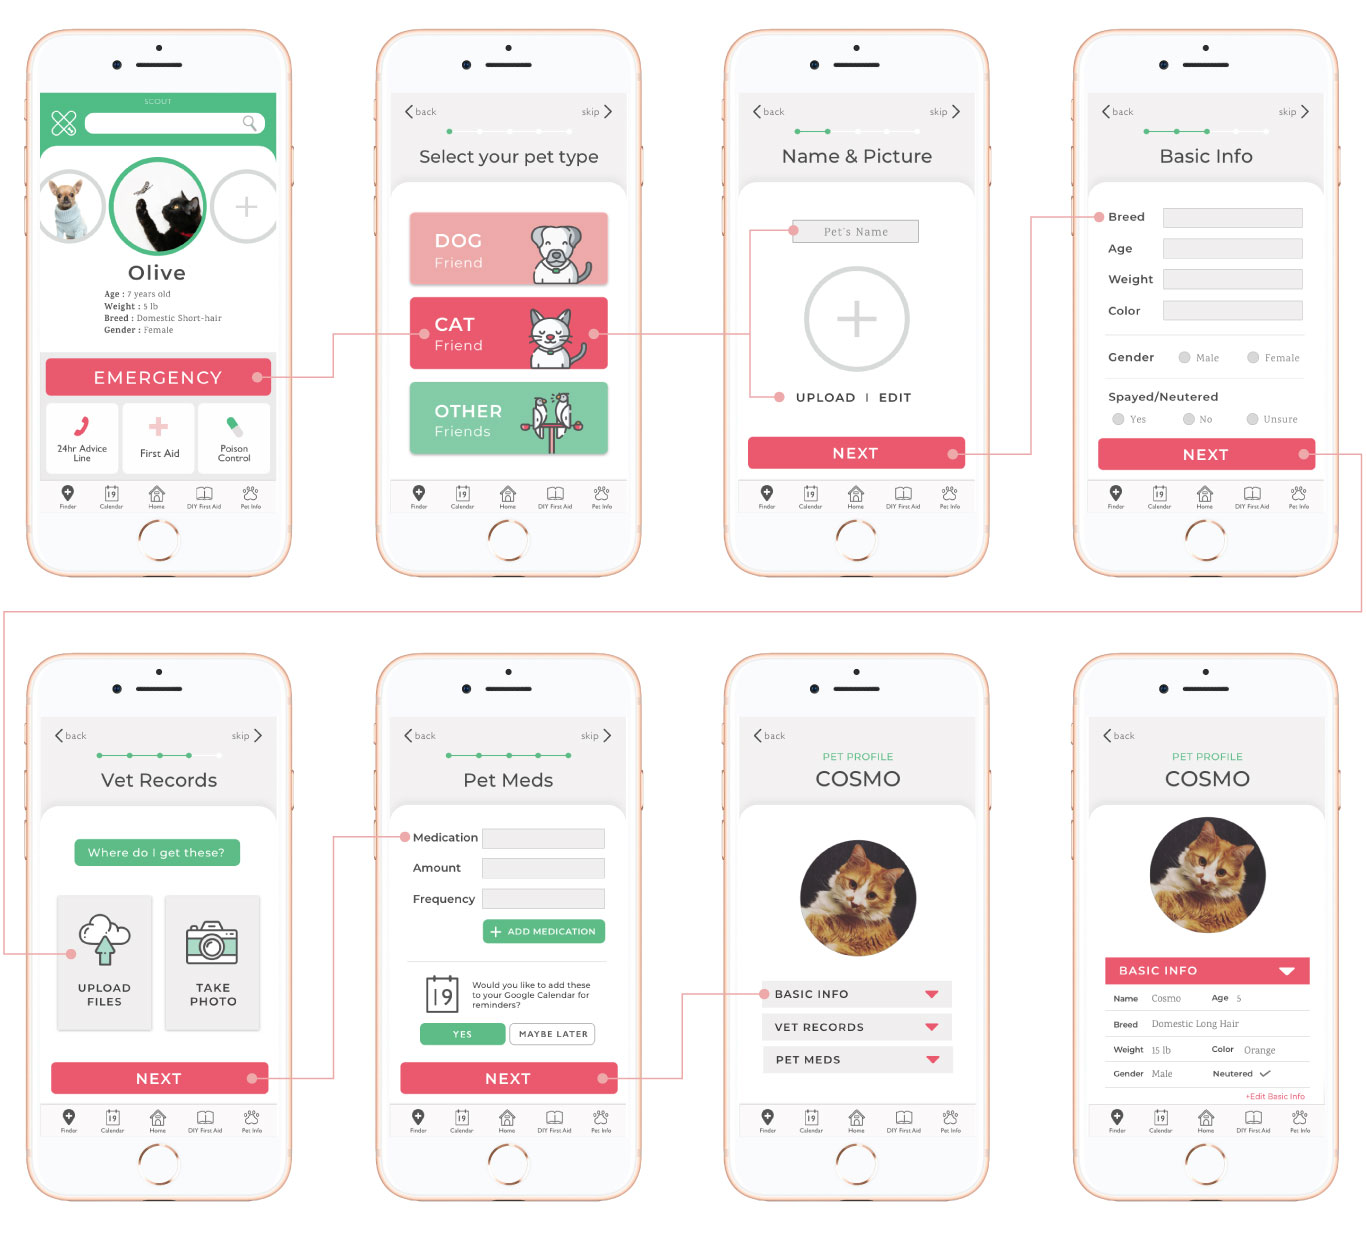 SCOUT
Olive
Age : 7 years old
Weight : 5 lb
Breed : Domestic Short-hair
Gender : Female
EMERGENCY
24hr Advice
Line
First Aid
Poison
Control
Finder
Calendar
19
Home
DIY First Aid
Pet Info
back
skip
Select your pet type
DOG
Friend
CAT
Friend
OTHER
Friends
Finder
Calendar
19
Home
DIY First Aid
Pet Info
back
skip
Name & Picture
Pet's Name
UPLOAD | EDIT
NEXT
Finder
Calendar
19
Home
DIY First Aid
Pet Info
back
skip
Basic Info
Breed
Age
Weight
Color
Gender Male Female
Spayed/Neutered
Yes No Unsure
NEXT
Finder
Calendar
19
Home
DIY First Aid
Pet Info
back
skip
Vet Records
Where do I get these?
UPLOAD
FILES
TAKE
PHOTO
NEXT
Finder
Calendar
19
Home
DIY First Aid
Pet Info
back
skip
Pet Meds
Medication
Amount
Frequency
+ ADD MEDICATION
19
Would you like to add these
to your Google Calendar for
reminders?
YES
MAYBE LATER
NEXT
Finder
Calendar
19
Home
DIY First Aid
Pet Info
back
PET PROFILE
COSMO
BASIC INFO
VET RECORDS
PET MEDS
Finder
Calendar
19
Home
DIY First Aid
Pet Info
back
PET PROFILE
COSMO
BASIC INFO
Name Cosmo Age 5
Breed Domestic Long Hair
Weight 15 lb Color Orange
Gender Male Neutered ✓
+Edit Basic Info
Finder
Calendar
19
Home
DIY First Aid
Pet Info